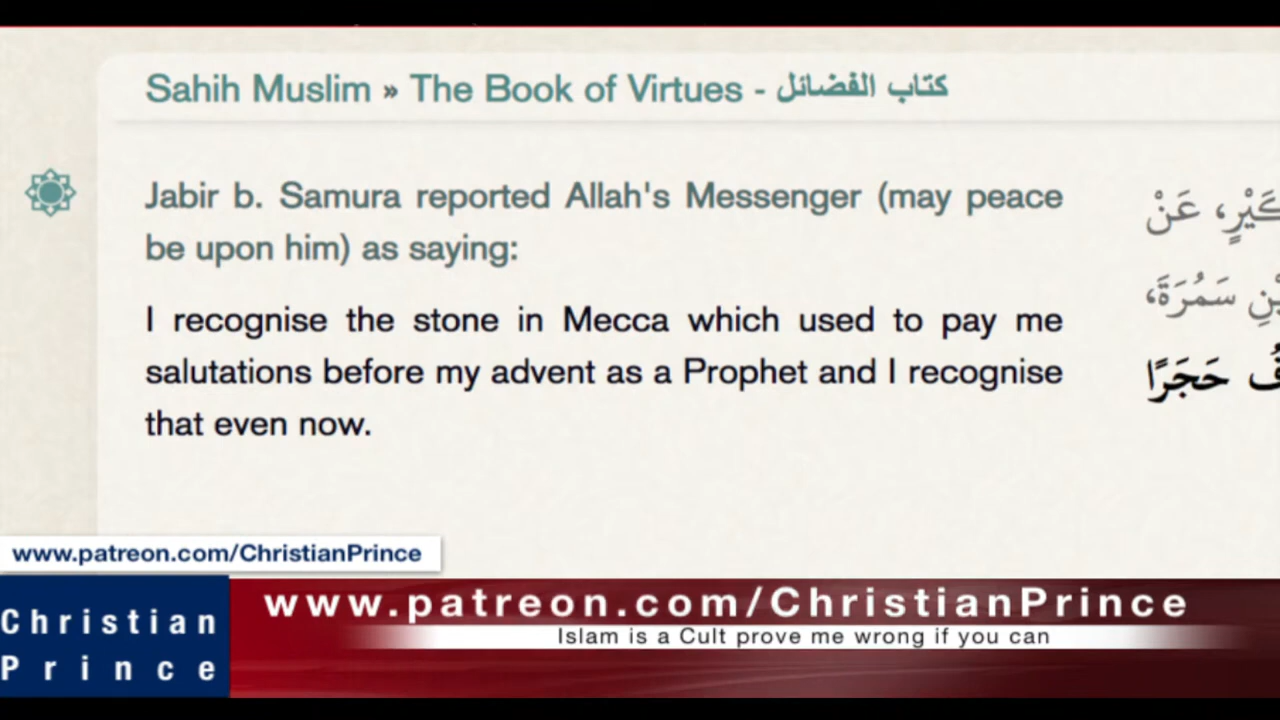 Sahih Muslim » The Book of Virtues - كتاب الفضائل
Jabir b. Samura reported Allah's Messenger (may peace
be upon him) as saying:
I recognise the stone in Mecca which used to pay me
salutations before my advent as a Prophet and I recognise
that even now.
عَنْ
سَمُرَةَ،
حَجَرًا
www.patreon.com/ChristianPrince
Christian
Prince
www.patreon.com/ChristianPrince
Islam is a Cult prove me wrong if you can